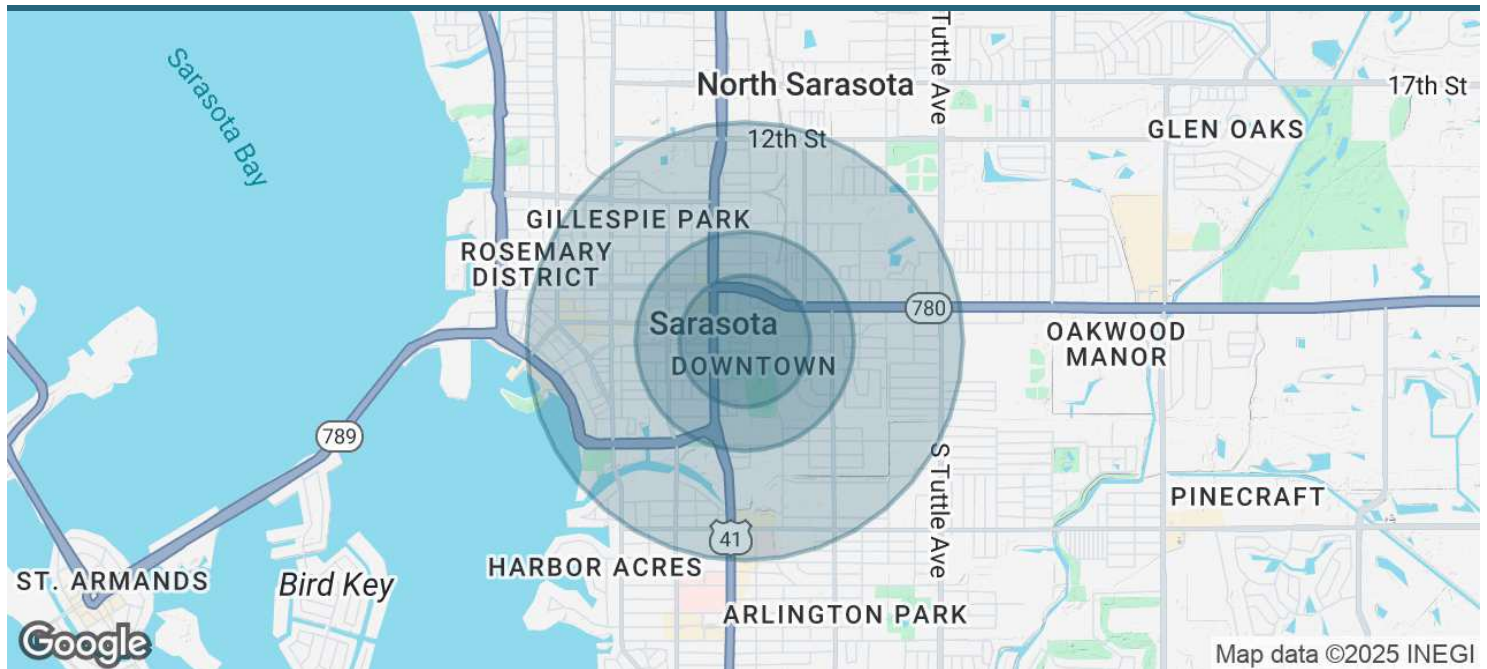 Sarasota Bay
Tuttle Ave
North Sarasota
17th St
12th St
GLEN OAKS
GILLESPIE PARK
ROSEMARY
DISTRICT
780
Sarasota
DOWNTOWN
OAKWOOD
MANOR
789
S Tuttle Ave
PINECRAFT
41
HARBOR ACRES
ST. ARMANDS
Bird Key
ARLINGTON PARK
Google
Map data ©2025 INEGI